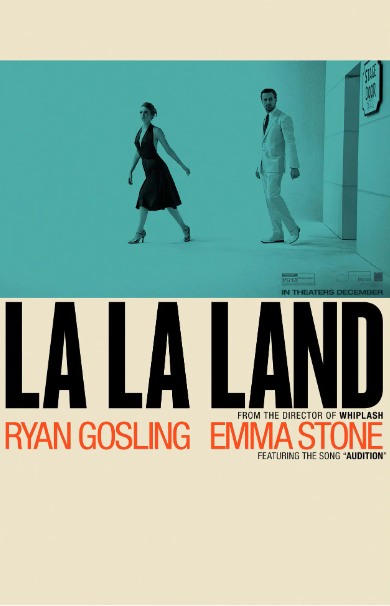 STAGE
DOOR
IN THEATERS DECEMBER
LA LA LAND
FROM THE DIRECTOR OF WHIPLASH
RYAN GOSLING EMMA STONE
FEATURING THE SONG “AUDITION”